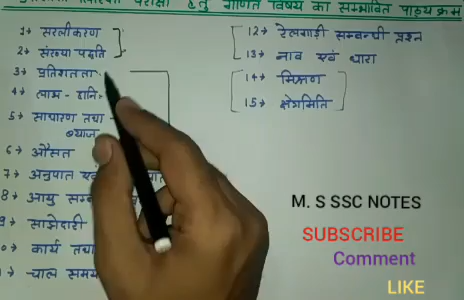 हेतु गणित विषय का सम्भावित पाठ्य क्रम
1→ सरलीकरण
2→ संख्या पद्धति
3→ प्रतिशतता
4→ लाभ - हानि
5→ साधारण तथा
ब्याज
6→ औसत
7→ अनुपात एवं
8→ आयु
9→ साझेदारी
कार्य तथा
चाल समय
12→ रेलगाड़ी सम्बन्धी प्रश्न
13→ नाव एवं धारा
14→ मिश्रण
15→ क्षेत्रमिति
M. S SSC NOTES
SUBSCRIBE
Comment
LIKE